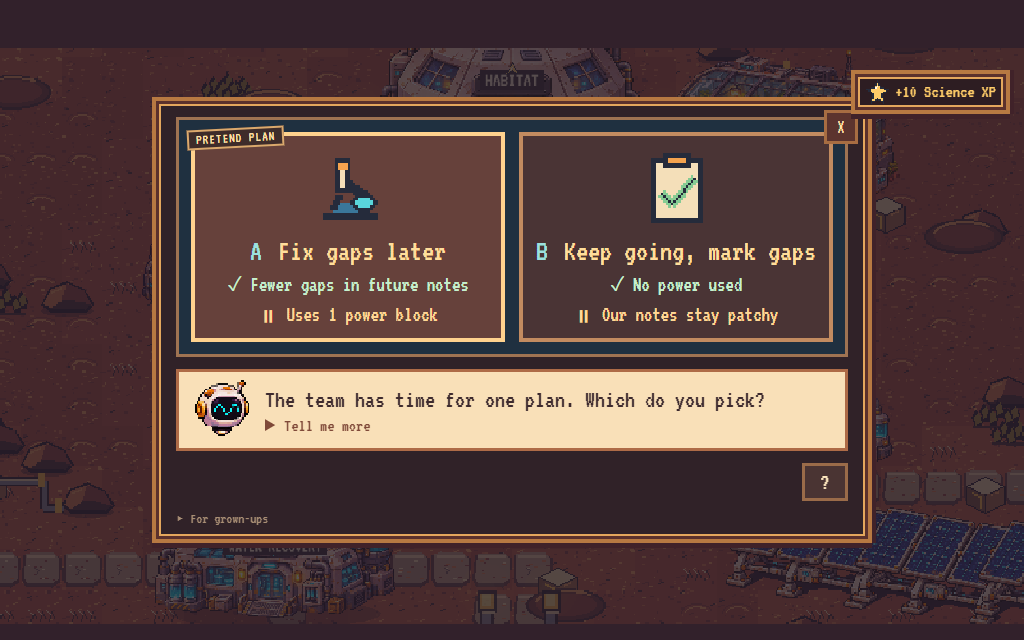 HABITAT
+10 Science XP
X
PRETEND PLAN
A Fix gaps later
✓ Fewer gaps in future notes
Uses 1 power block
B Keep going, mark gaps
✓ No power used
Our notes stay patchy
The team has time for one plan. Which do you pick?
▶ Tell me more
?
▸ For grown-ups
WATER RECOVERY